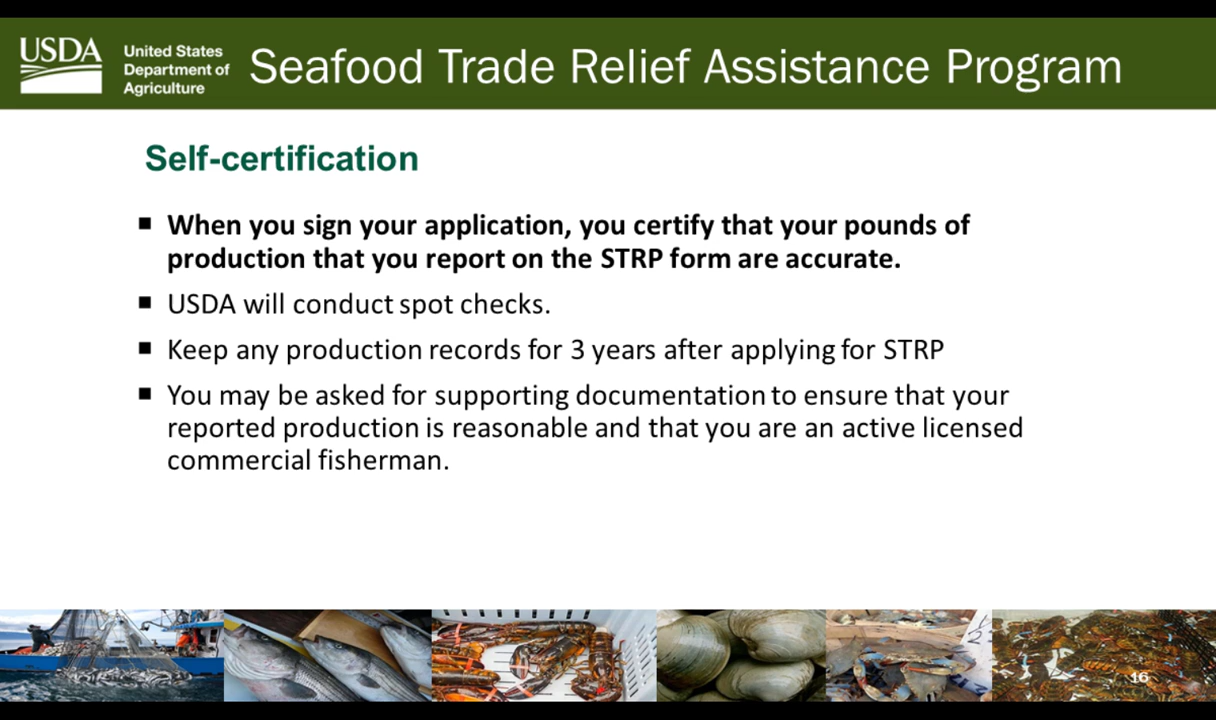 USDA
United States
Department of
Agriculture
Seafood Trade Relief Assistance Program
Self-certification
When you sign your application, you certify that your pounds of
production that you report on the STRP form are accurate.
USDA will conduct spot checks.
Keep any production records for 3 years after applying for STRP
You may be asked for supporting documentation to ensure that your
reported production is reasonable and that you are an active licensed
commercial fisherman.
16